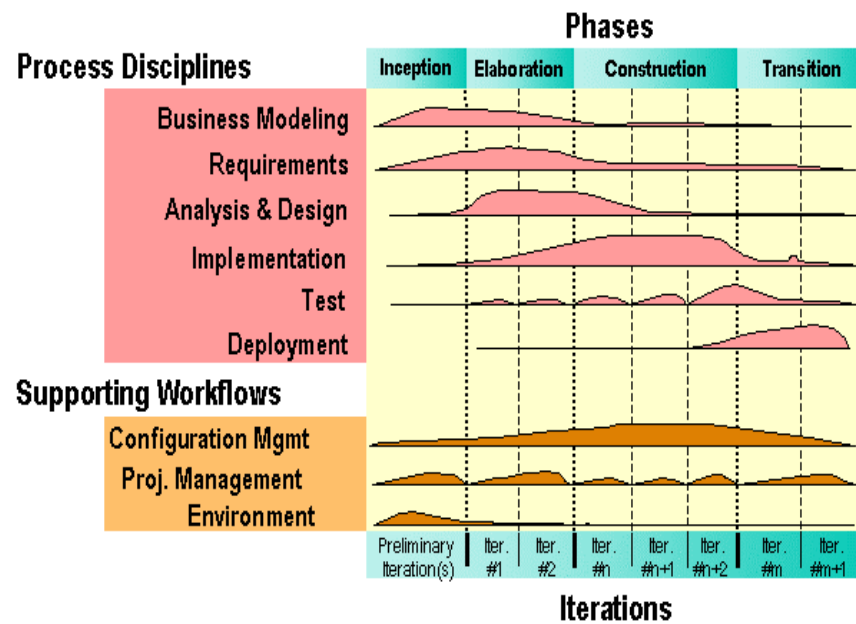 Phases
Process Disciplines
Inception Elaboration Construction Transition
Business Modeling
Requirements
Analysis & Design
Implementation
Test
Deployment
Supporting Workflows
Configuration Mgmt
Proj. Management
Environment
Preliminary Iter. Iter. Iter. Iter. Iter. Iter. Iter.
Iteration(s) #1 #2 #n #n+1 #n+2 #m #m+1
Iterations